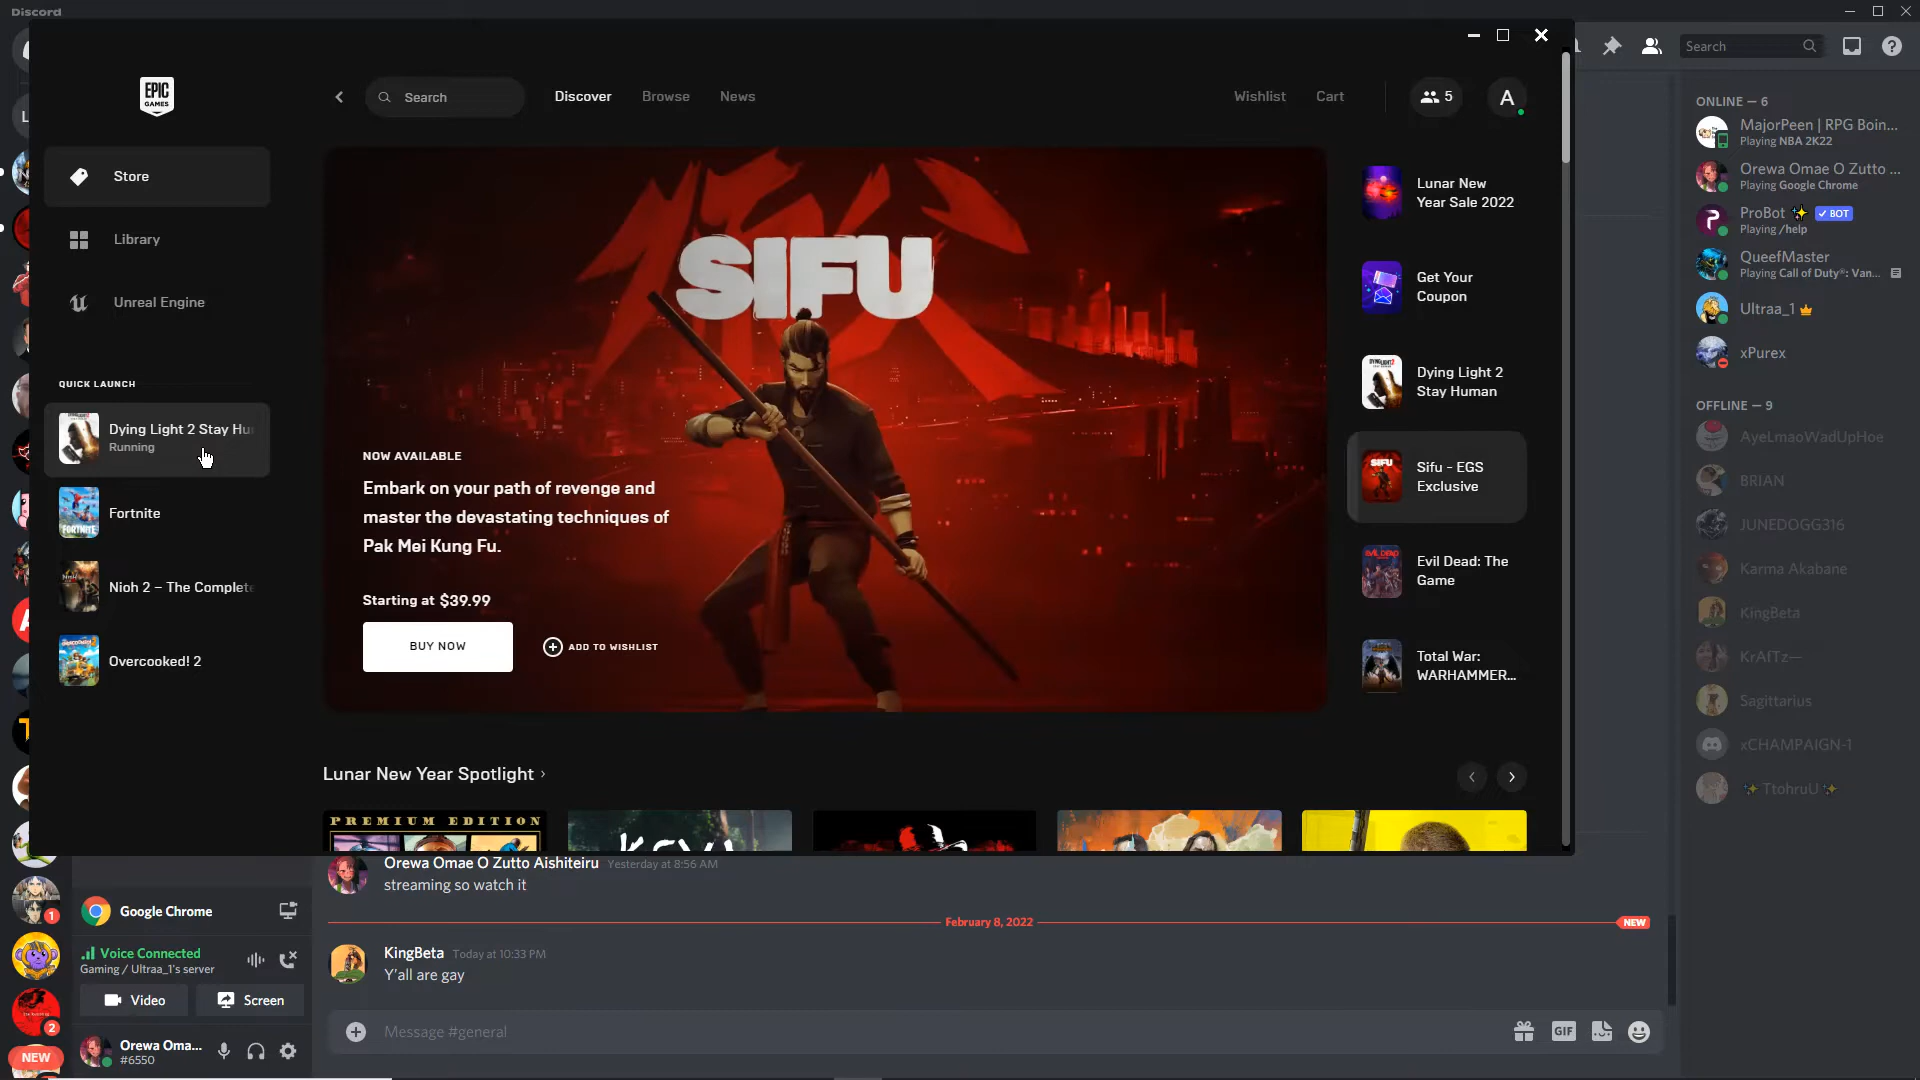 Discord
EPIC
GAMES
Search
Discover
Browse
News
Wishlist
Cart
5
A
Search
Store
Library
Unreal Engine
QUICK LAUNCH
Dying Light 2 Stay Hu
Running
Fortnite
Nioh 2 – The Complete
Overcooked! 2
SIFU
NOW AVAILABLE
Embark on your path of revenge and
master the devastating techniques of
Pak Mei Kung Fu.
Starting at $39.99
BUY NOW
ADD TO WISHLIST
Lunar New
Year Sale 2022
Get Your
Coupon
Dying Light 2
Stay Human
SIFU
Sifu - EGS
Exclusive
Evil Dead: The
Game
Total War:
WARHAMMER...
Lunar New Year Spotlight
PREMIUM EDITION
ONLINE — 6
MajorPeen | RPG Boin...
Playing NBA 2K22
Orewa Omae O Zutto ...
Playing Google Chrome
ProBot ✨ ✓ BOT
Playing /help
QueefMaster
Playing Call of Duty®: Van...
Ultraa_1
xPurex
OFFLINE — 9
AyeLmaoWadUpHoe
BRIAN
JUNEDOGG316
Karma Akabane
KingBeta
KrAfTz—
Sagittarius
xCHAMPAIGN-1
✨ TtohruU ✨
Orewa Omae O Zutto Aishiteiru Yesterday at 8:56 AM
streaming so watch it
February 8, 2022
NEW
KingBeta Today at 10:33 PM
Y'all are gay
Message #general
GIF
Google Chrome
Voice Connected
Gaming / Ultraa_1's server
Video
Screen
Orewa Oma...
#6550
1
2
NEW